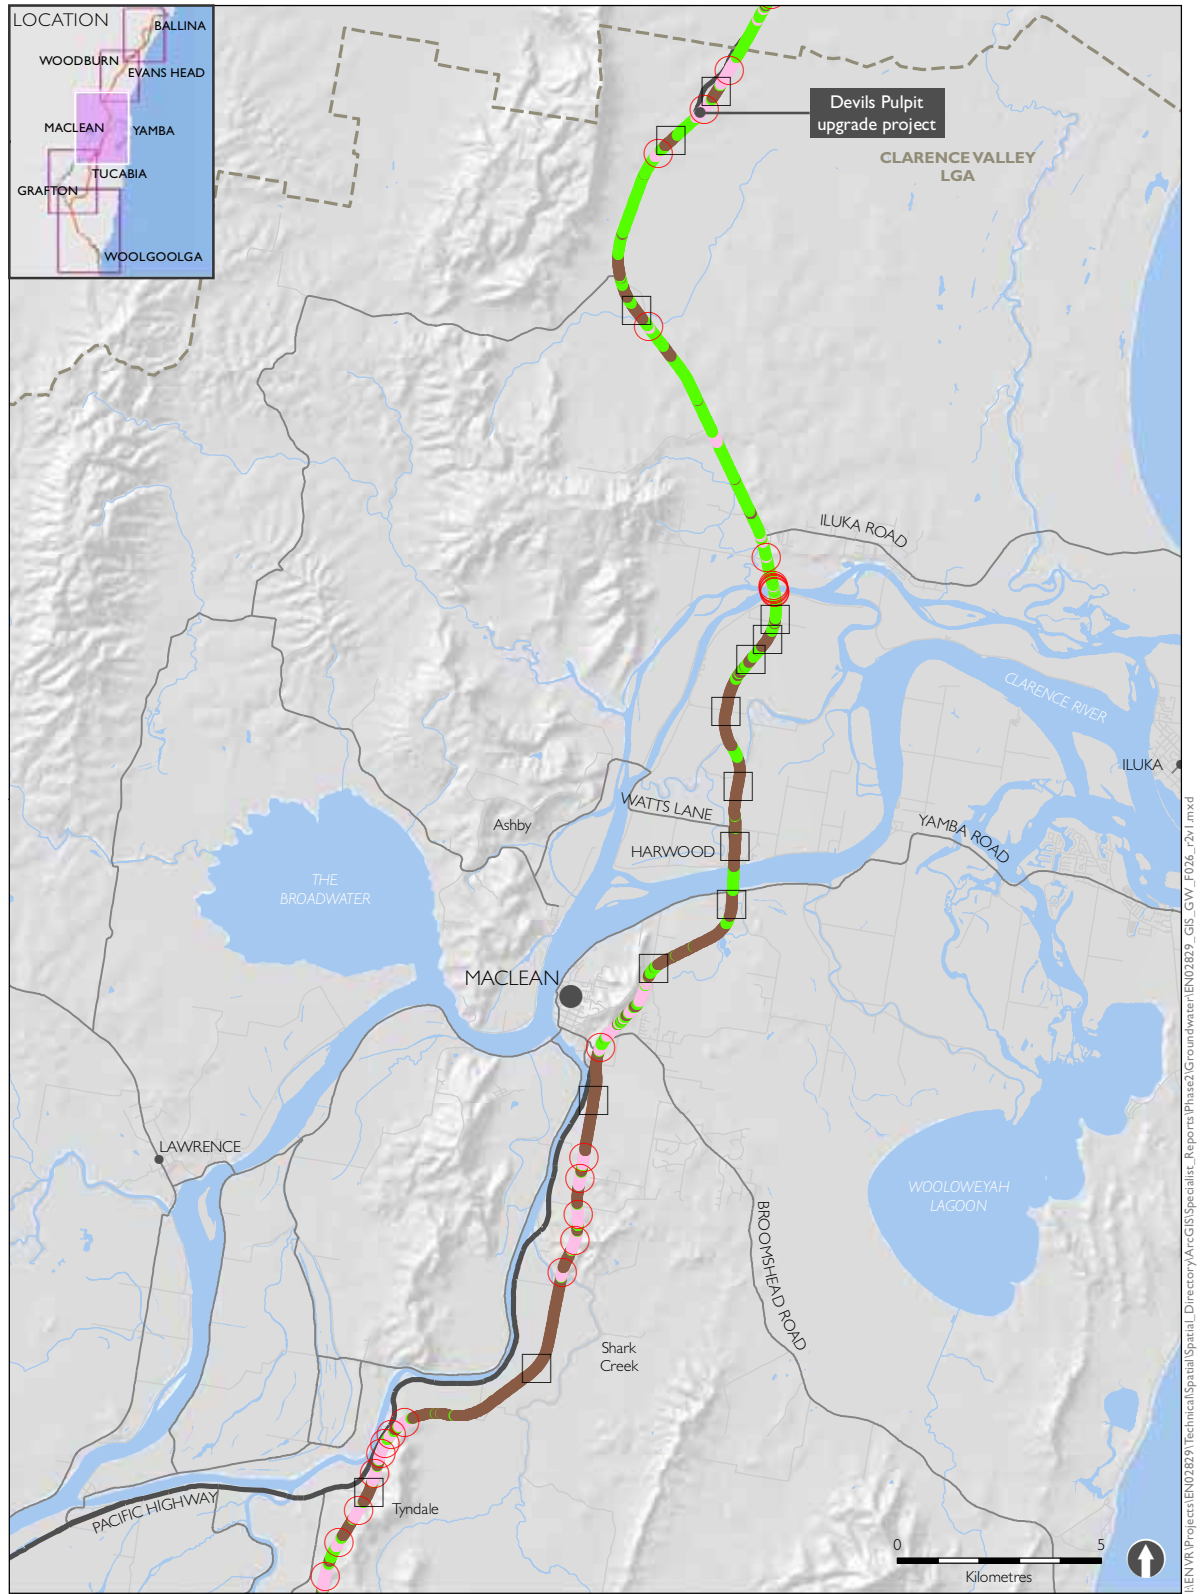 LOCATION
BALLINA
WOODBURN
EVANS HEAD
MACLEAN
YAMBA
TUCABIA
GRAFTON
WOOLGOOLGA
Devils Pulpit
upgrade project
CLARENCE VALLEY
LGA
ILUKA ROAD
CLARENCE RIVER
ILUKA
WATTS LANE
YAMBA ROAD
Ashby
HARWOOD
THE
BROADWATER
MACLEAN
LAWRENCE
WOOLOWEYAH
LAGOON
BROOMSHEAD ROAD
Shark
Creek
PACIFIC HIGHWAY
Tyndale
0 5
Kilometres
\ENVR\Projects\EN02829\Technical\Spatial\Spatial_Directory\ArcGIS\Specialist_Reports\Phase2\Groundwater\EN02829_GIS_GW_F026_r2v1.mxd